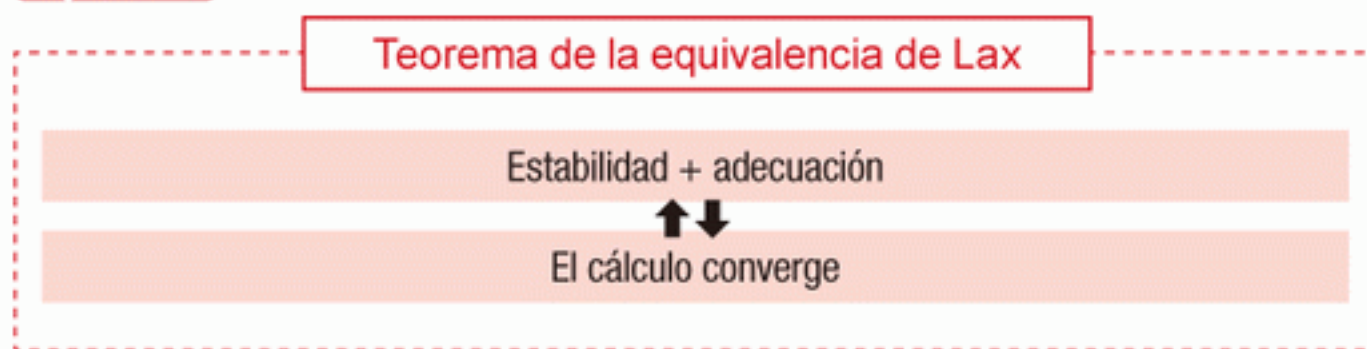 Teorema de la equivalencia de Lax
Estabilidad + adecuación
El cálculo converge